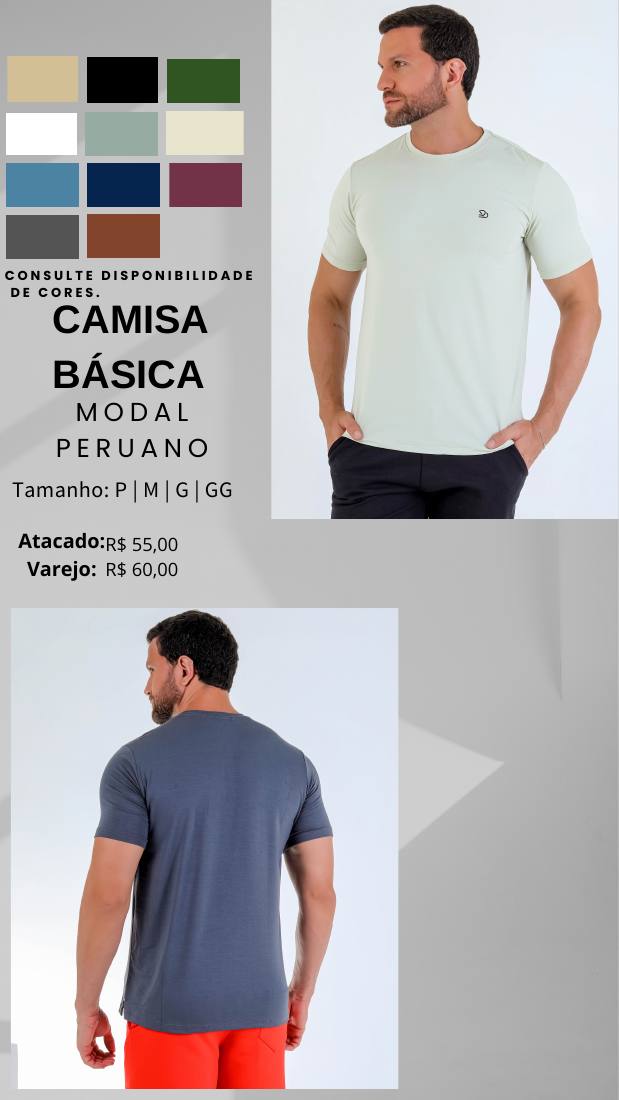 CONSULTE DISPONIBILIDADE
DE CORES.
CAMISA
BÁSICA
MODAL
PERUANO
Tamanho: P | M | G | GG
Atacado: R$ 55,00
Varejo: R$ 60,00